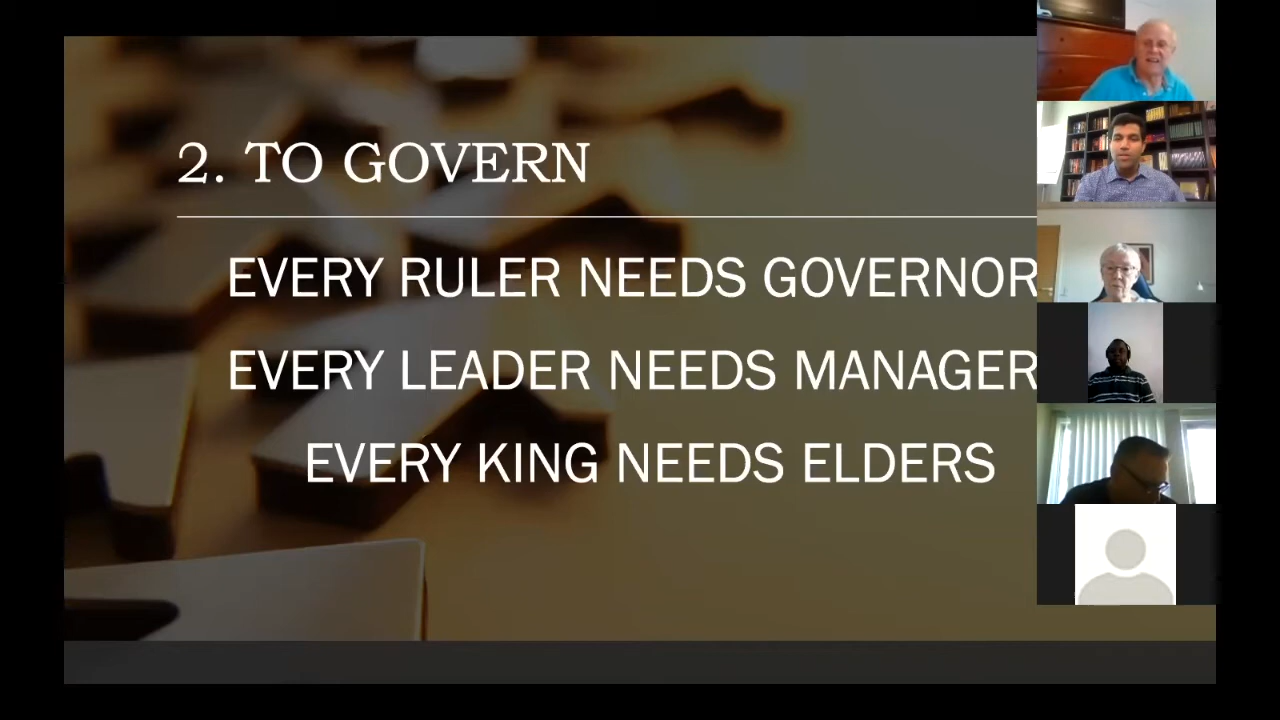 2. TO GOVERN
EVERY RULER NEEDS GOVERNOR
EVERY LEADER NEEDS MANAGER
EVERY KING NEEDS ELDERS